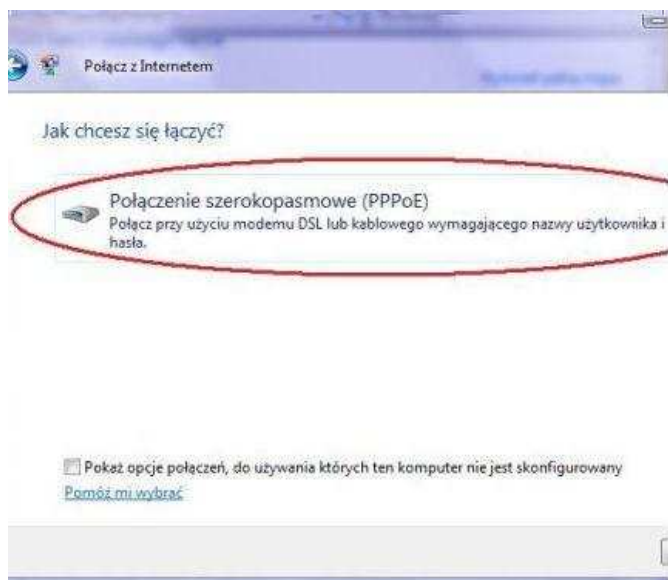 Połącz z Internetem
Jak chcesz się łączyć?
Połączenie szerokopasmowe (PPPoE)
Połącz przy użyciu modemu DSL lub kablowego wymagającego nazwy użytkownika i
hasła.
Pokaż opcje połączeń, do używania których ten komputer nie jest skonfigurowany
Pomóż mi wybrać